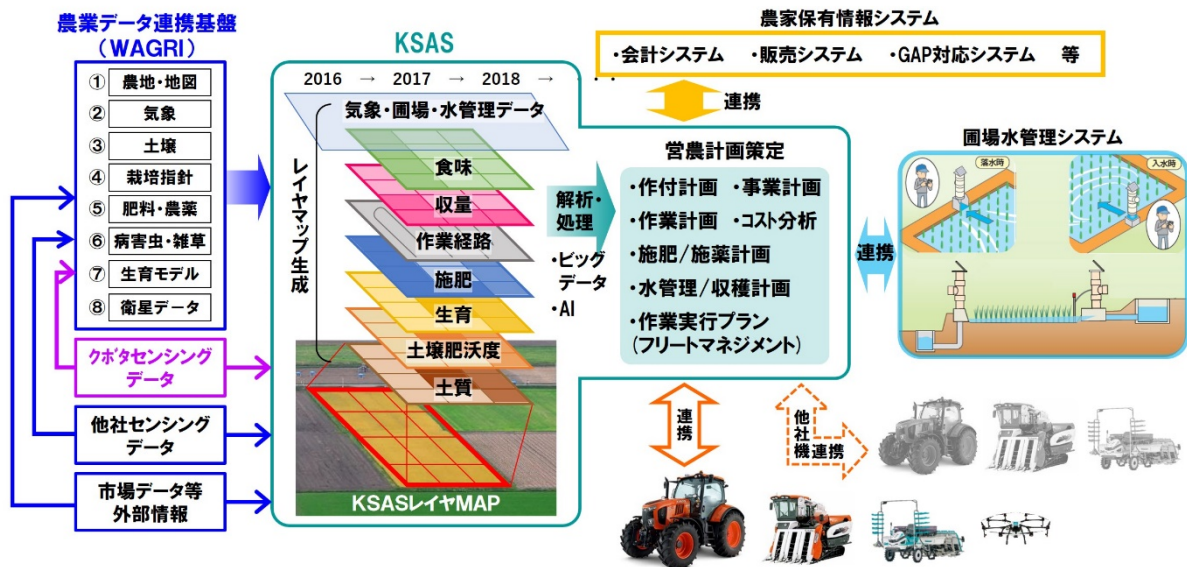 農業データ連携基盤
(WAGRI)
① 農地・地図
② 気象
③ 土壌
④ 栽培指針
⑤ 肥料・農薬
⑥ 病害虫・雑草
⑦ 生育モデル
⑧ 衛星データ
クボタセンシング
データ
他社センシング
データ
市場データ等
外部情報
KSAS
2016 → 2017 → 2018 → ・・・
レイヤマップ生成
気象・圃場・水管理データ
食味
収量
作業経路
施肥
生育
土壌肥沃度
土質
KSASレイヤMAP
解析・
処理
・ビッグ
データ
・AI
農家保有情報システム
・会計システム ・販売システム ・GAP対応システム 等
連携
営農計画策定
・作付計画 ・事業計画
・作業計画 ・コスト分析
・施肥/施薬計画
・水管理/収穫計画
・作業実行プラン
(フリートマネジメント)
連携
圃場水管理システム
落水時
入水時
連携
他社機連携